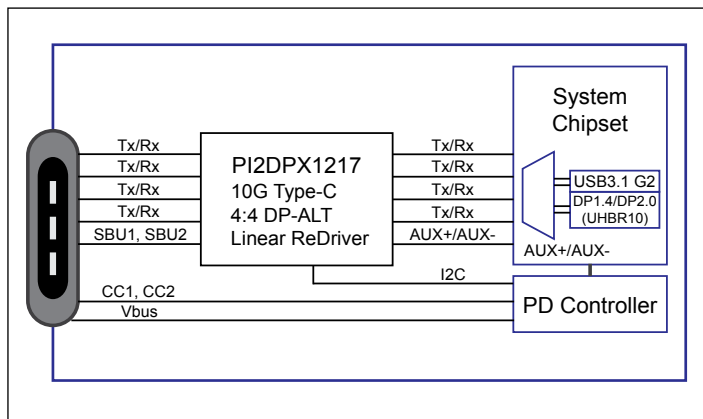 System
Chipset
Tx/Rx
Tx/Rx
Tx/Rx
Tx/Rx
SBU1, SBU2
PI2DPX1217
10G Type-C
4:4 DP-ALT
Linear ReDriver
Tx/Rx
Tx/Rx
Tx/Rx
Tx/Rx
AUX+/AUX-
USB3.1 G2
DP1.4/DP2.0
(UHBR10)
AUX+/AUX-
I2C
CC1, CC2
Vbus
PD Controller